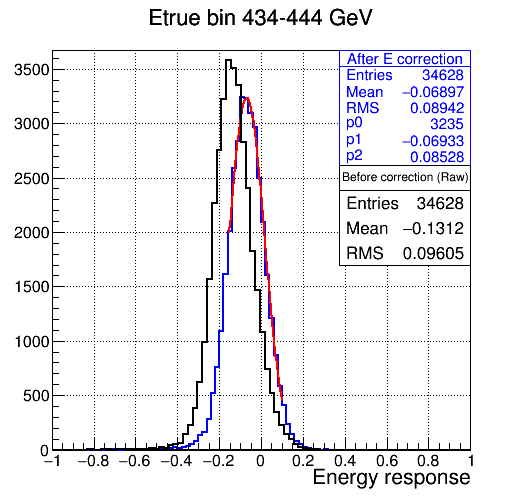 Etrue bin 434-444 GeV
After E correction
Entries 34628
Mean −0.06897
RMS 0.08942
p0 3235
p1 −0.06933
p2 0.08528
Before correction (Raw)
Entries 34628
Mean −0.1312
RMS 0.09605
3500
3000
2500
2000
1500
1000
500
0
−1 −0.8 −0.6 −0.4 −0.2 0 0.2 0.4 0.6 0.8 1
Energy response